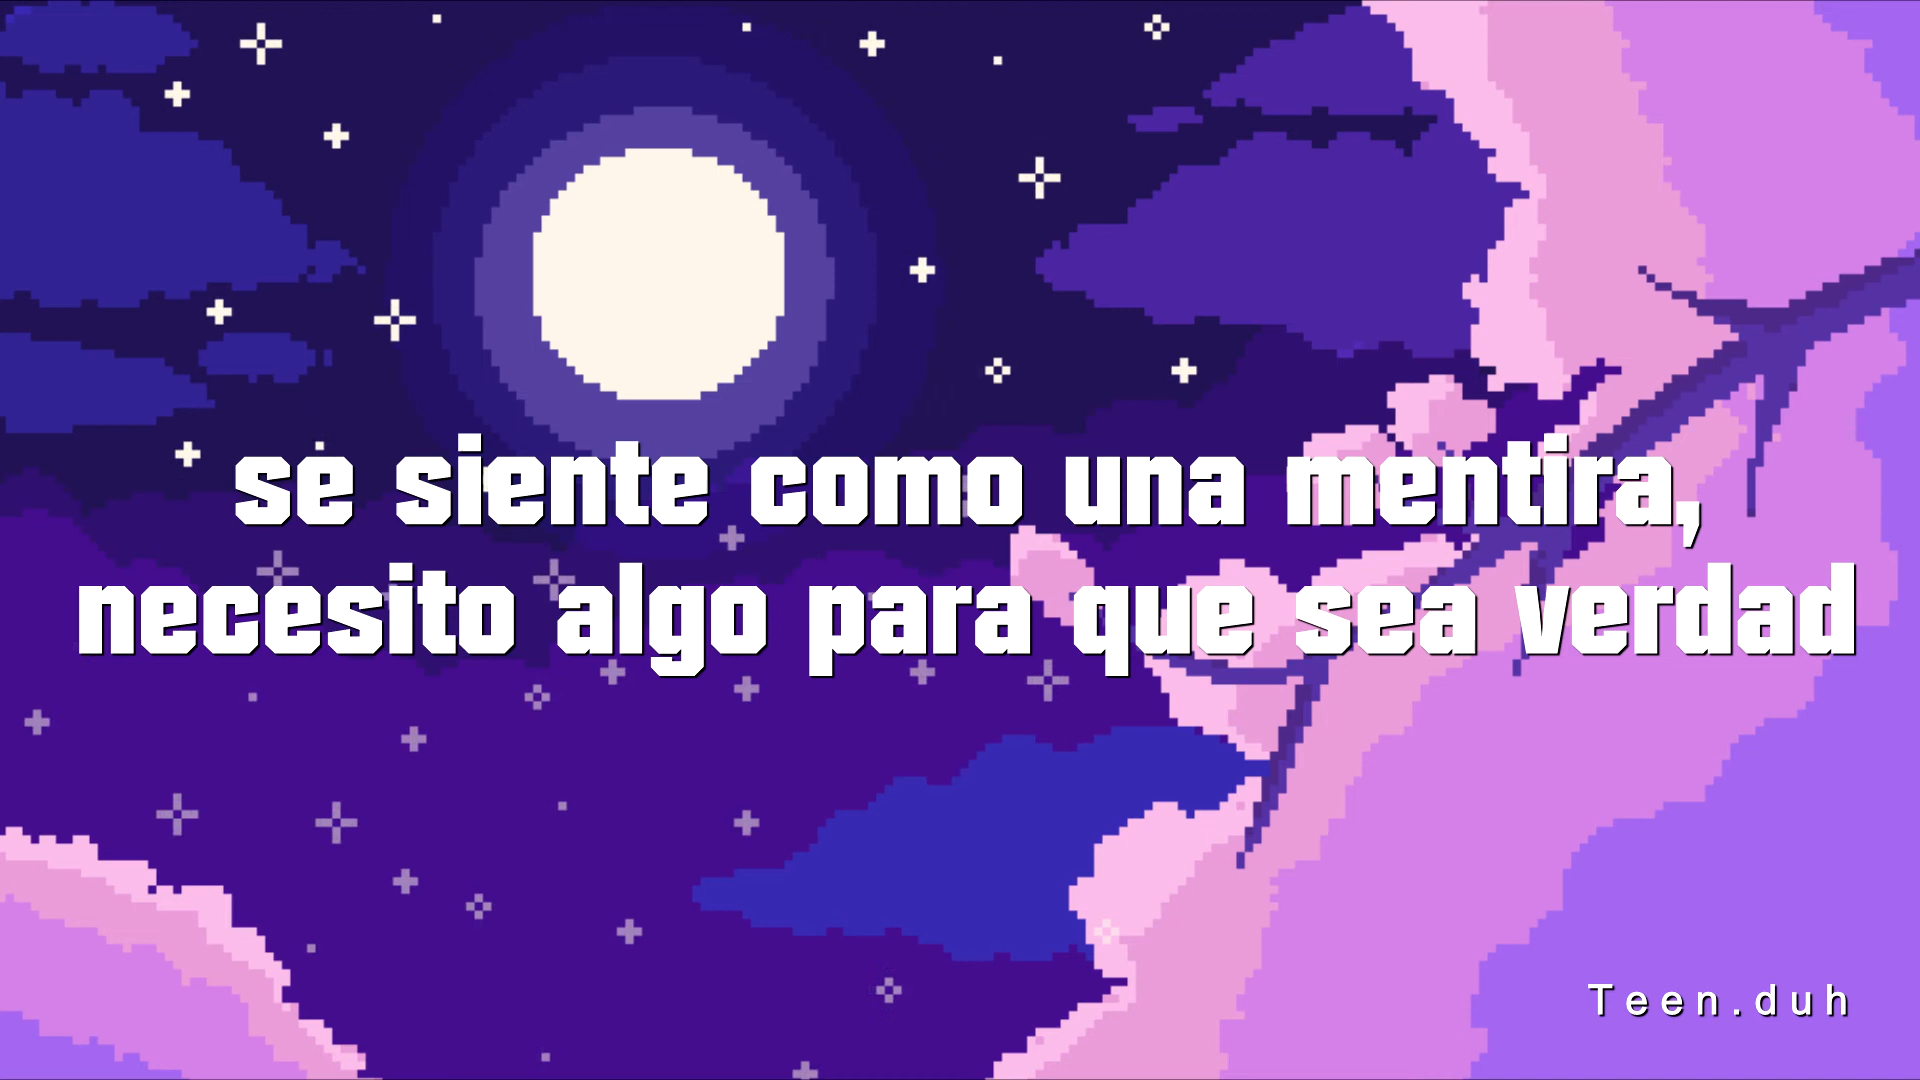 se siente como una mentira,
necesito algo para que sea verdad
Teen.duh